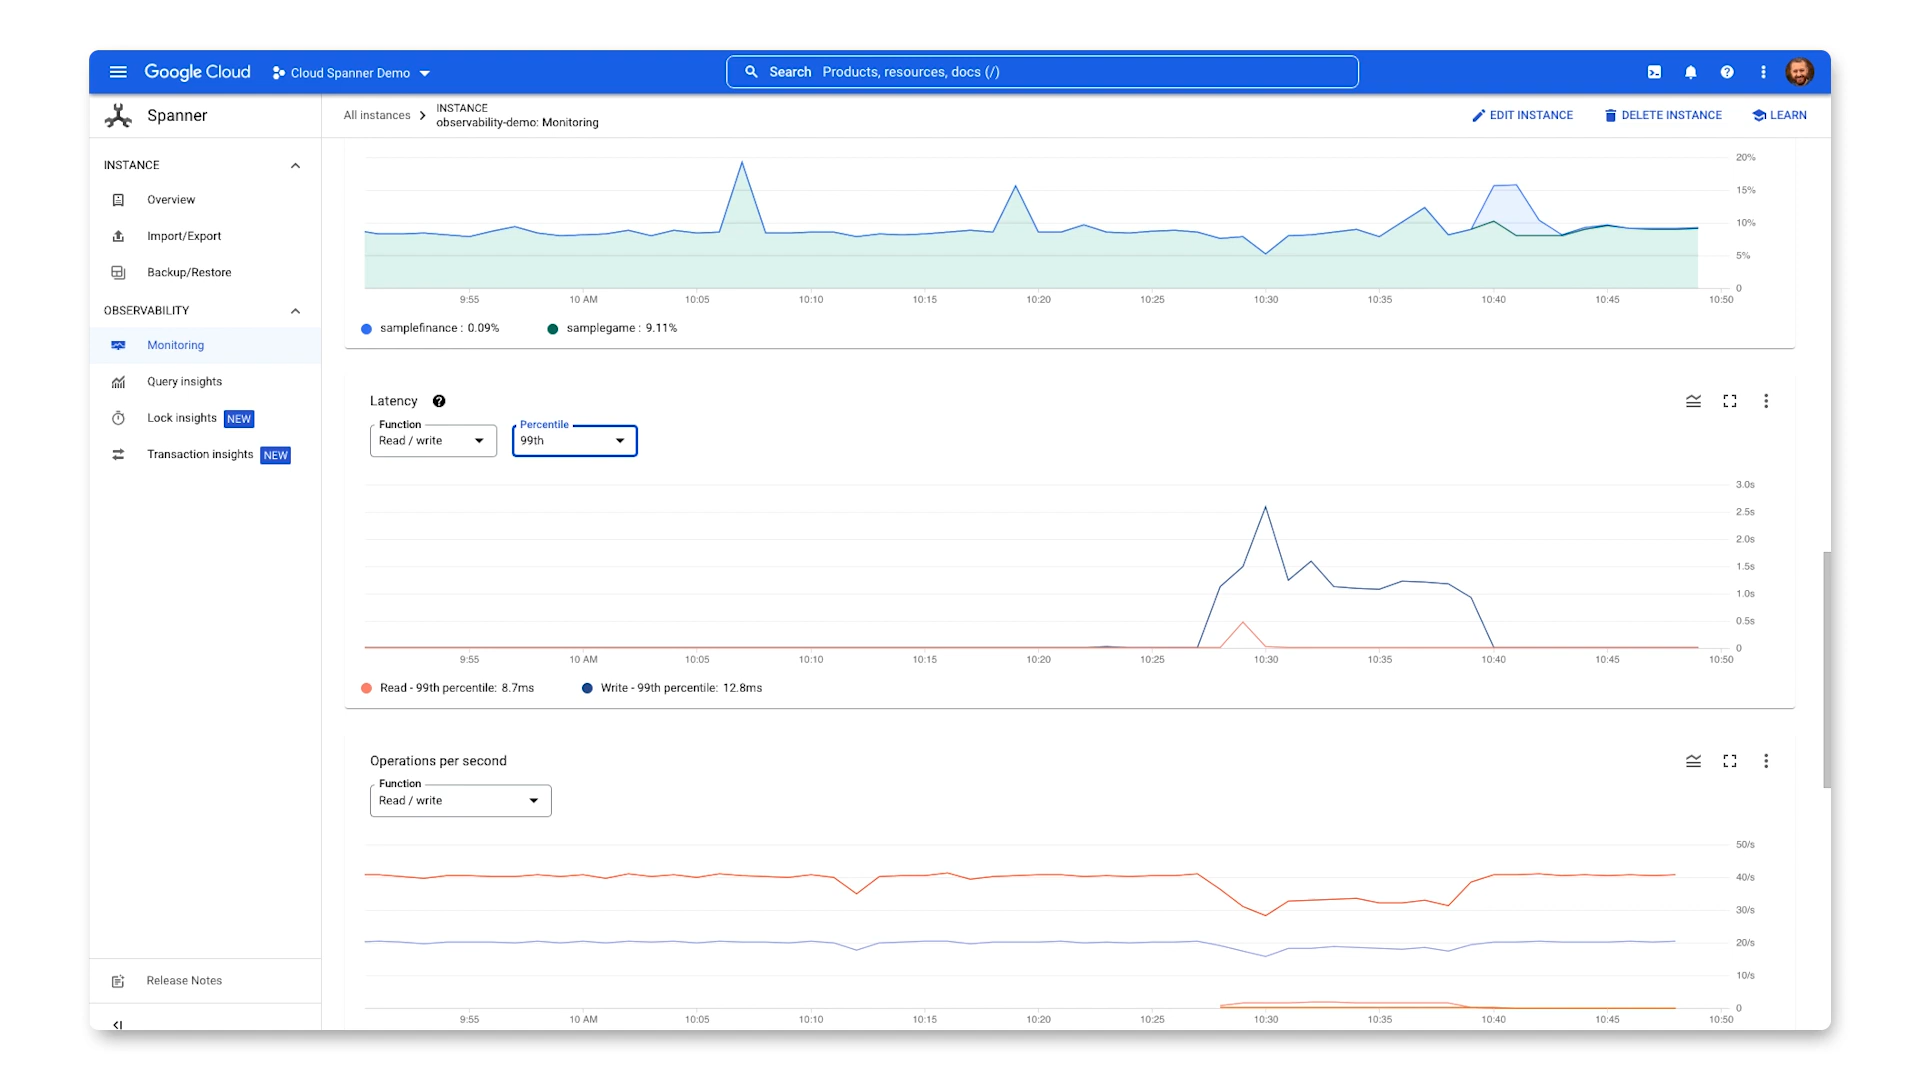 Google Cloud
Cloud Spanner Demo
Search Products, resources, docs (/)
Spanner
All instances
INSTANCE
observability-demo: Monitoring
EDIT INSTANCE
DELETE INSTANCE
LEARN
INSTANCE
Overview
Import/Export
Backup/Restore
OBSERVABILITY
Monitoring
Query insights
Lock insights NEW
Transaction insights NEW
Release Notes
20%
15%
10%
5%
0
9:55 10 AM 10:05 10:10 10:15 10:20 10:25 10:30 10:35 10:40 10:45 10:50
samplefinance : 0.09% samplegame : 9.11%
Latency
Function
Read / write
Percentile
99th
3.0s
2.5s
2.0s
1.5s
1.0s
0.5s
0
9:55 10 AM 10:05 10:10 10:15 10:20 10:25 10:30 10:35 10:40 10:45 10:50
Read - 99th percentile: 8.7ms Write - 99th percentile: 12.8ms
Operations per second
Function
Read / write
50/s
40/s
30/s
20/s
10/s
0
9:55 10 AM 10:05 10:10 10:15 10:20 10:25 10:30 10:35 10:40 10:45 10:50